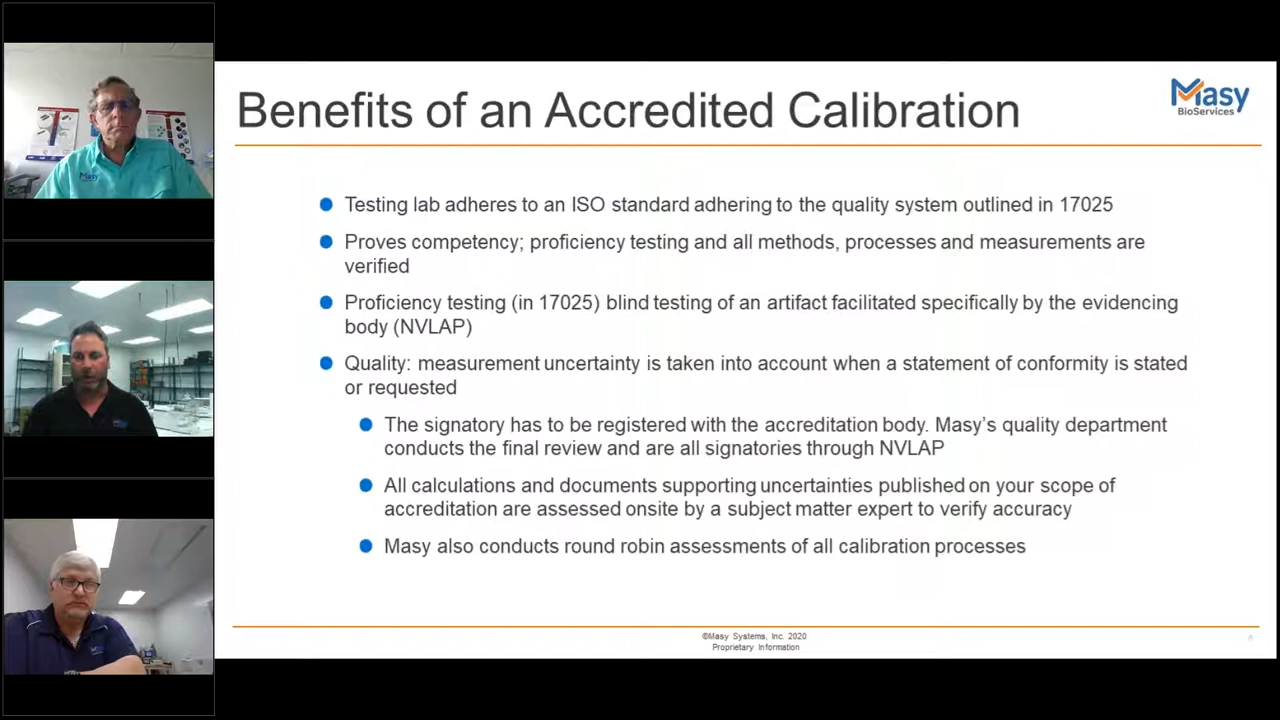 Benefits of an Accredited Calibration
Masy
BioServices
Testing lab adheres to an ISO standard adhering to the quality system outlined in 17025
Proves competency; proficiency testing and all methods, processes and measurements are
verified
Proficiency testing (in 17025) blind testing of an artifact facilitated specifically by the evidencing
body (NVLAP)
Quality: measurement uncertainty is taken into account when a statement of conformity is stated
or requested
The signatory has to be registered with the accreditation body. Masy's quality department
conducts the final review and are all signatories through NVLAP
All calculations and documents supporting uncertainties published on your scope of
accreditation are assessed onsite by a subject matter expert to verify accuracy
Masy also conducts round robin assessments of all calibration processes
©Masy Systems, Inc. 2020
Proprietary Information
Masy